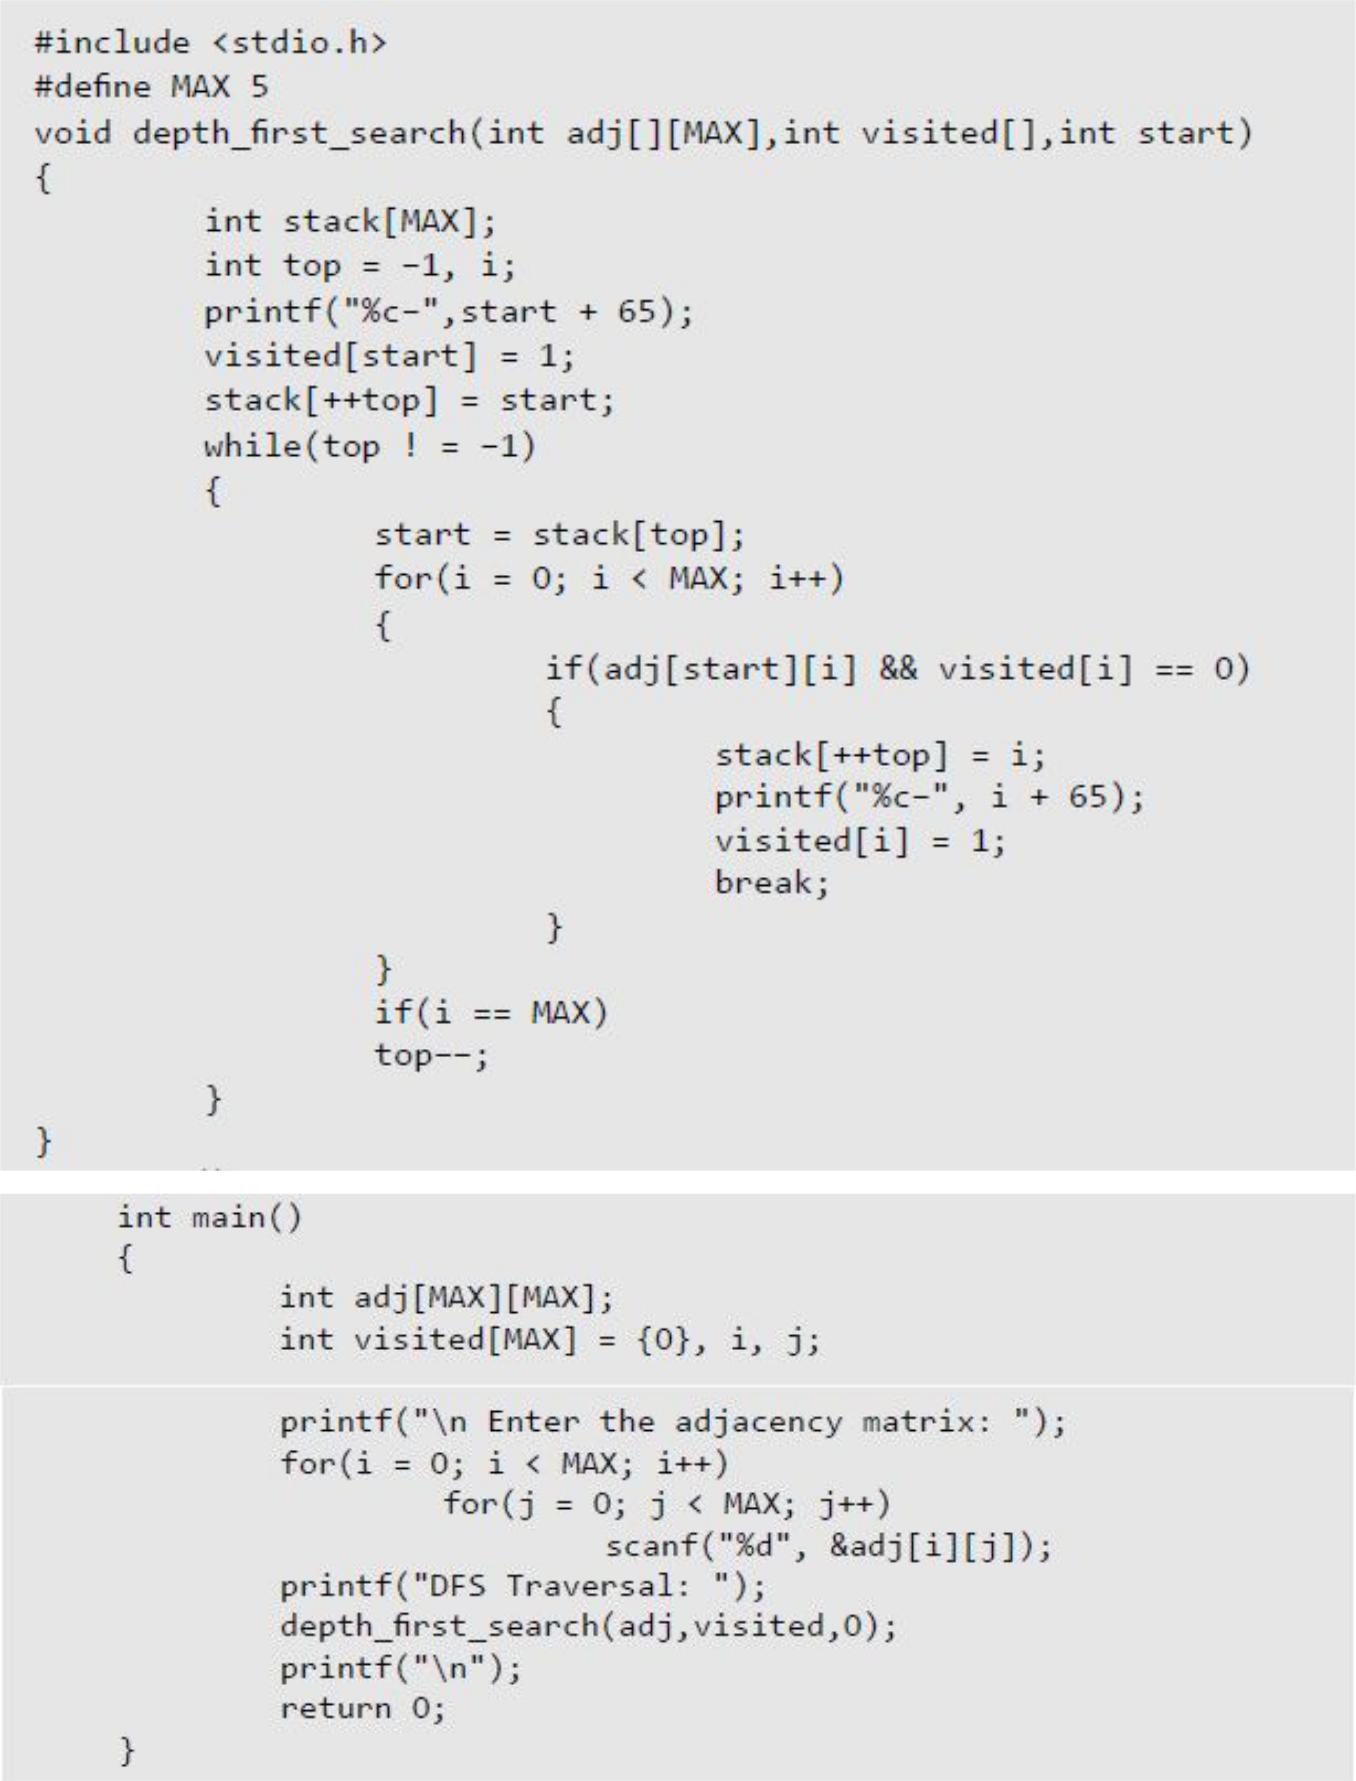 #include <stdio.h>
#define MAX 5
void depth_first_search(int adj[][MAX],int visited[],int start)
{
int stack[MAX];
int top = −1, i;
printf("%c−",start + 65);
visited[start] = 1;
stack[++top] = start;
while(top ! = −1)
{
start = stack[top];
for(i = 0; i < MAX; i++)
{
if(adj[start][i] && visited[i] == 0)
{
stack[++top] = i;
printf("%c−", i + 65);
visited[i] = 1;
break;
}
}
if(i == MAX)
top−−;
}
}
int main()
{
int adj[MAX][MAX];
int visited[MAX] = {0}, i, j;
printf("\n Enter the adjacency matrix: ");
for(i = 0; i < MAX; i++)
for(j = 0; j < MAX; j++)
scanf("%d", &adj[i][j]);
printf("DFS Traversal: ");
depth_first_search(adj,visited,0);
printf("\n");
return 0;
}